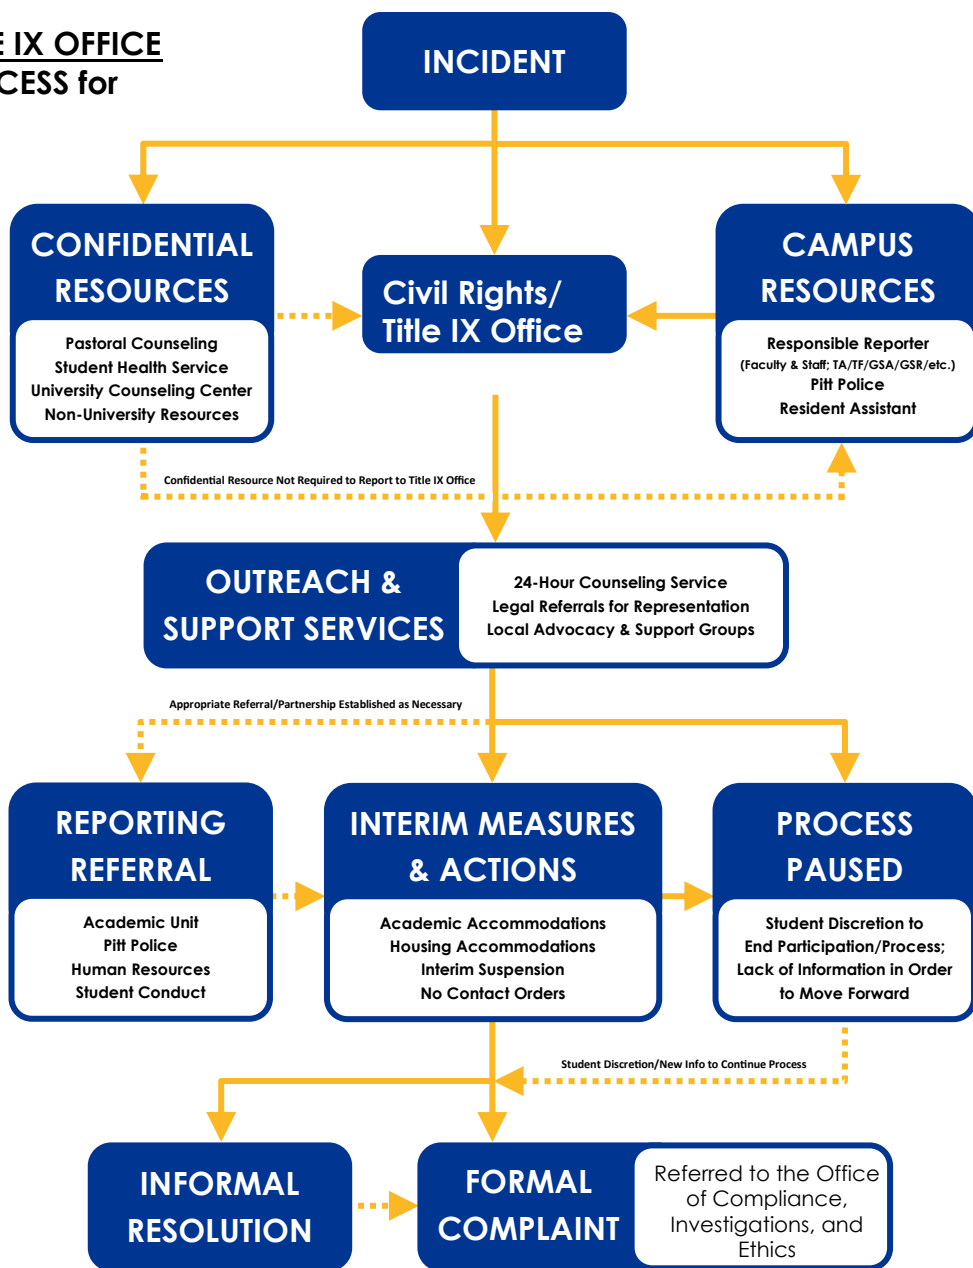 IX OFFICE
CESS for
INCIDENT
CONFIDENTIAL
RESOURCES
Pastoral Counseling
Student Health Service
University Counseling Center
Non-University Resources
Civil Rights/
Title IX Office
CAMPUS
RESOURCES
Responsible Reporter
(Faculty & Staff; TA/TF/GSA/GSR/etc.)
Pitt Police
Resident Assistant
Confidential Resource Not Required to Report to Title IX Office
OUTREACH &
SUPPORT SERVICES
24-Hour Counseling Service
Legal Referrals for Representation
Local Advocacy & Support Groups
Appropriate Referral/Partnership Established as Necessary
REPORTING
REFERRAL
Academic Unit
Pitt Police
Human Resources
Student Conduct
INTERIM MEASURES
& ACTIONS
Academic Accommodations
Housing Accommodations
Interim Suspension
No Contact Orders
PROCESS
PAUSED
Student Discretion to
End Participation/Process;
Lack of Information in Order
to Move Forward
Student Discretion/New Info to Continue Process
INFORMAL
RESOLUTION
FORMAL
COMPLAINT
Referred to the Office
of Compliance,
Investigations, and
Ethics